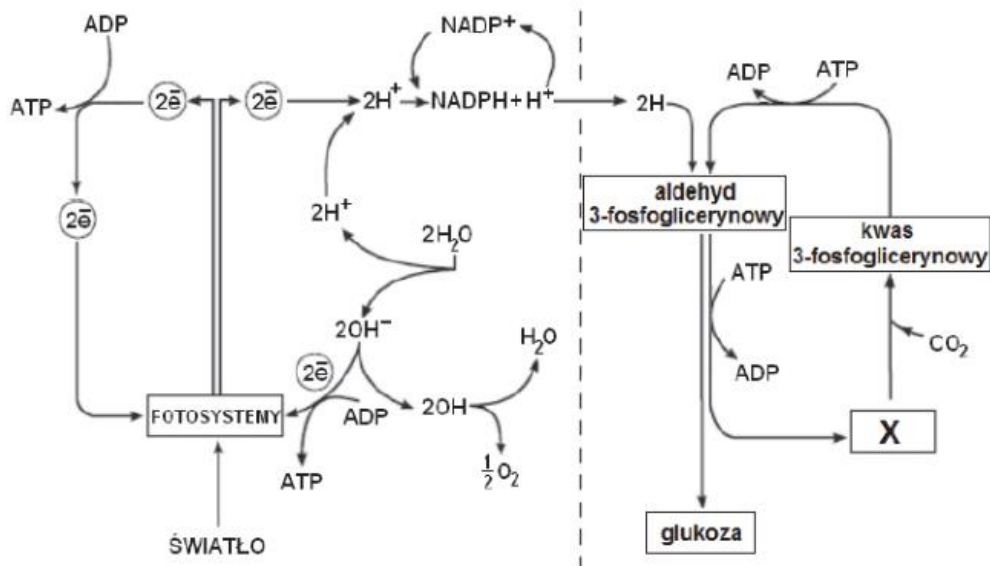 ADP
ATP
2ē
2ē
2ē
FOTOSYSTEMY
ŚWIATŁO
NADP+
2H⁺
NADPH + H⁺
2H⁺
2H₂O
2OH⁻
2ē
ADP
ATP
2OH
H₂O
½O₂
2H
ADP
ATP
aldehyd
3-fosfoglicerynowy
kwas
3-fosfoglicerynowy
ATP
ADP
CO₂
X
glukoza